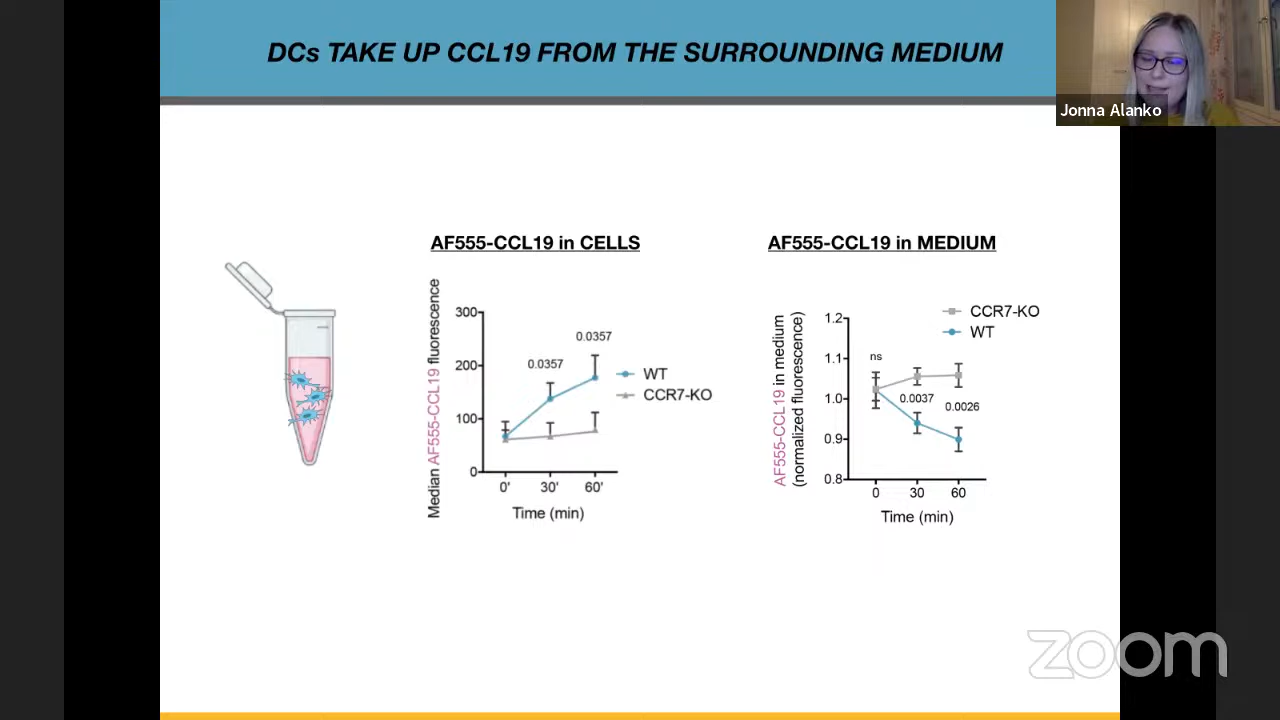 DCs TAKE UP CCL19 FROM THE SURROUNDING MEDIUM
Jonna Alanko
AF555-CCL19 in CELLS
Median AF555-CCL19 fluorescence
300
200
100
0
0.0357
0.0357
WT
CCR7-KO
0'
30'
60'
Time (min)
AF555-CCL19 in MEDIUM
AF555-CCL19 in medium
(normalized fluorescence)
1.2
1.1
1.0
0.9
0.8
ns
0.0037
0.0026
CCR7-KO
WT
0
30
60
Time (min)
zoom